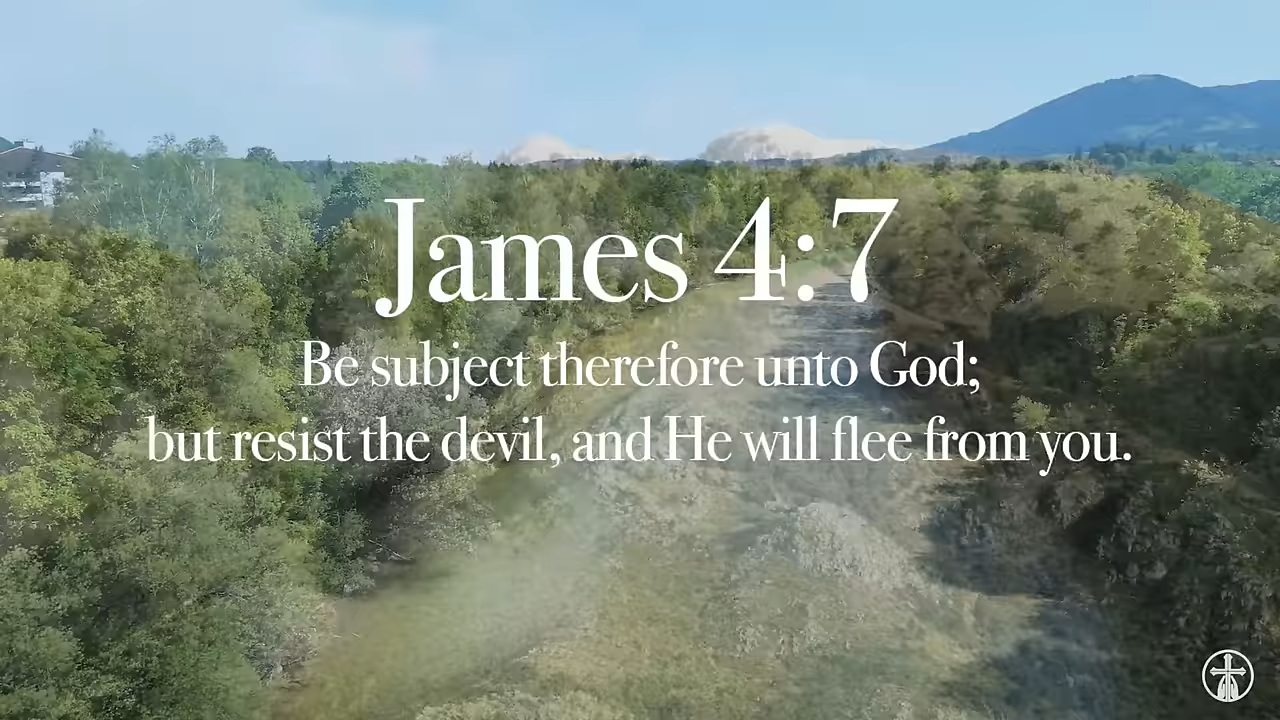 James 4:7
Be subject therefore unto God;
but resist the devil, and He will flee from you.